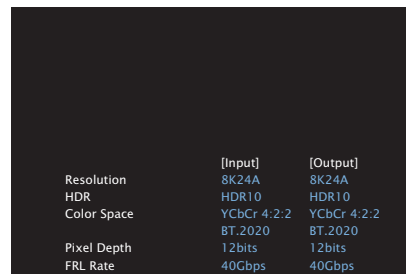 [Input] [Output]
Resolution 8K24A 8K24A
HDR HDR10 HDR10
Color Space YCbCr 4:2:2 YCbCr 4:2:2
BT.2020 BT.2020
Pixel Depth 12bits 12bits
FRL Rate 40Gbps 40Gbps